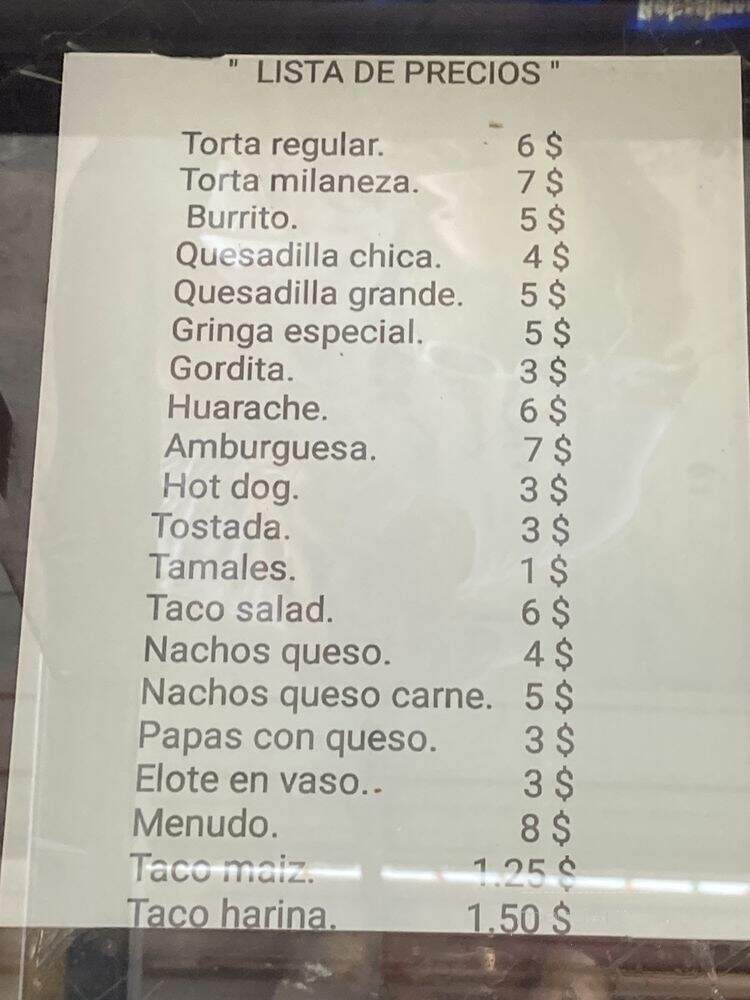 " LISTA DE PRECIOS "
Torta regular. 6 $
Torta milaneza. 7 $
Burrito. 5 $
Quesadilla chica. 4 $
Quesadilla grande. 5 $
Gringa especial. 5 $
Gordita. 3 $
Huarache. 6 $
Amburguesa. 7 $
Hot dog. 3 $
Tostada. 3 $
Tamales. 1 $
Taco salad. 6 $
Nachos queso. 4 $
Nachos queso carne. 5 $
Papas con queso. 3 $
Elote en vaso.. 3 $
Menudo. 8 $
Taco maiz. 1.25 $
Taco harina. 1,50 $